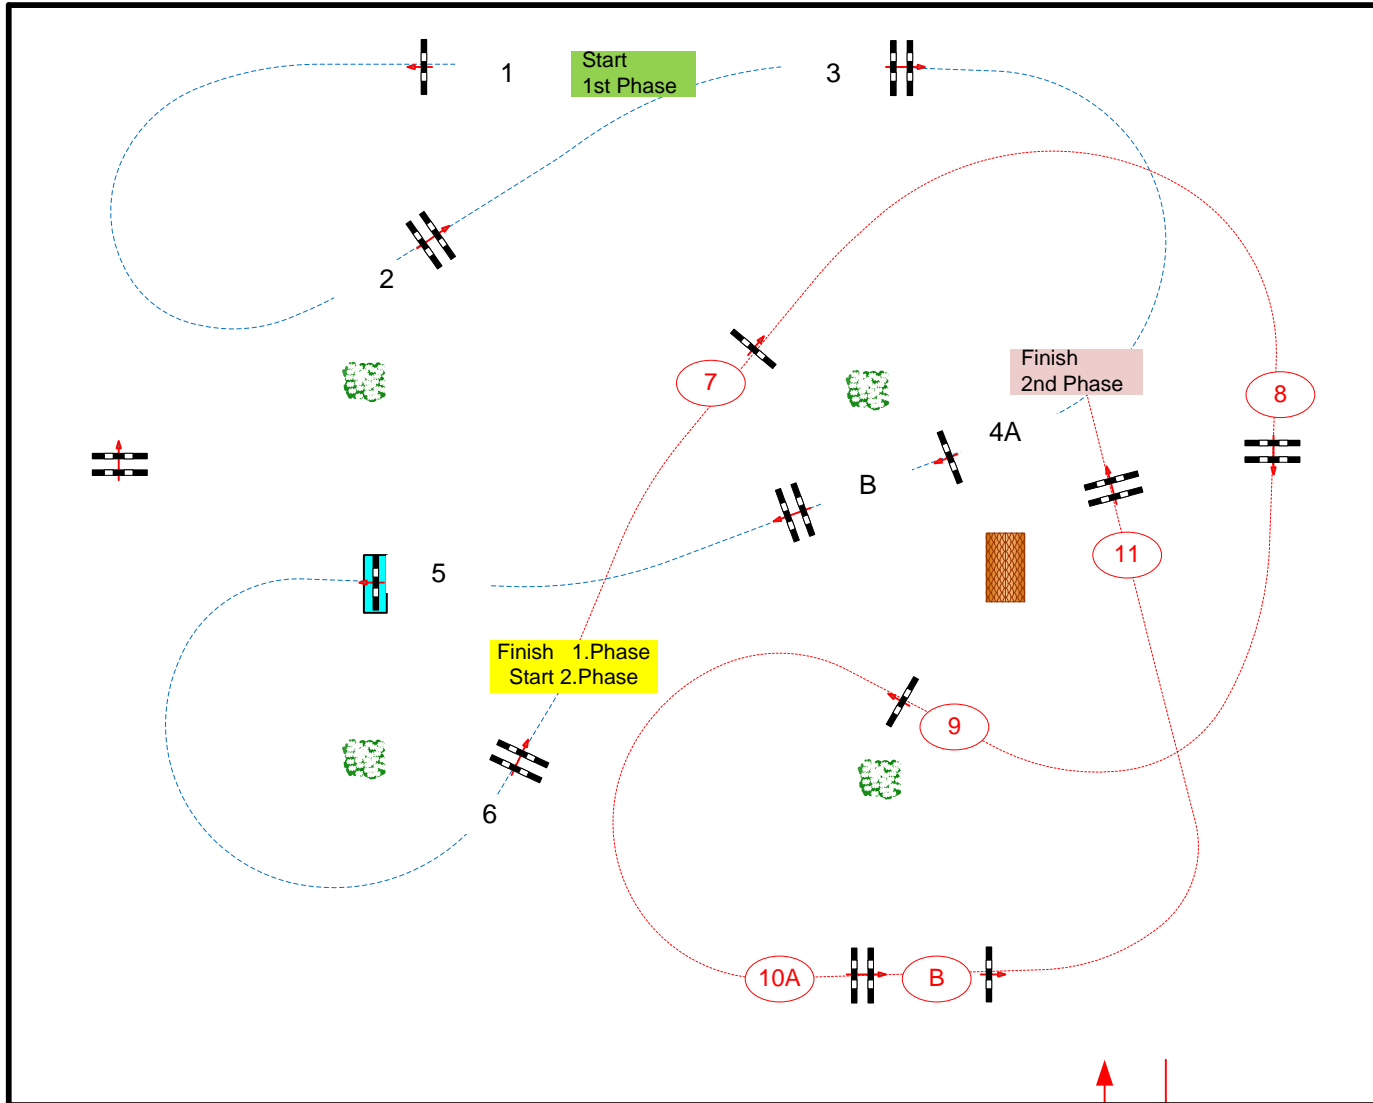 1
Start
1st Phase
3
2
7
Finish
2nd Phase
8
4A
B
5
11
Finish 1.Phase
Start 2.Phase
9
6
10A
B